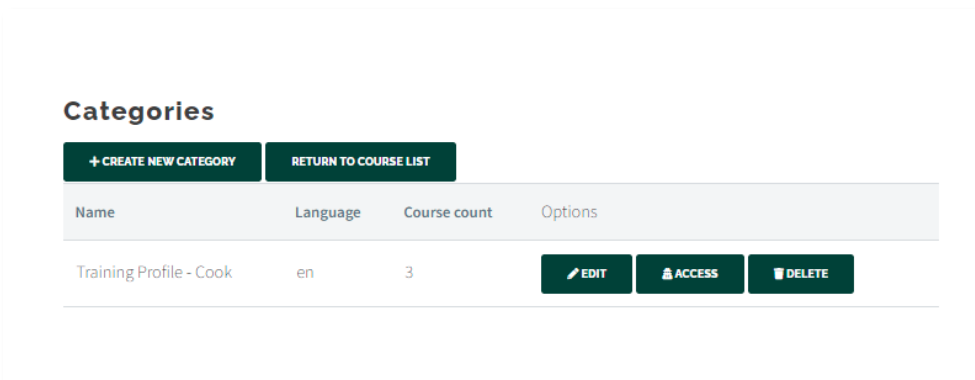 Categories
CREATE NEW CATEGORY RETURN TO COURSE LIST
Name Language Course count Options
Training Profile - Cook en 3 EDIT ACCESS DELETE